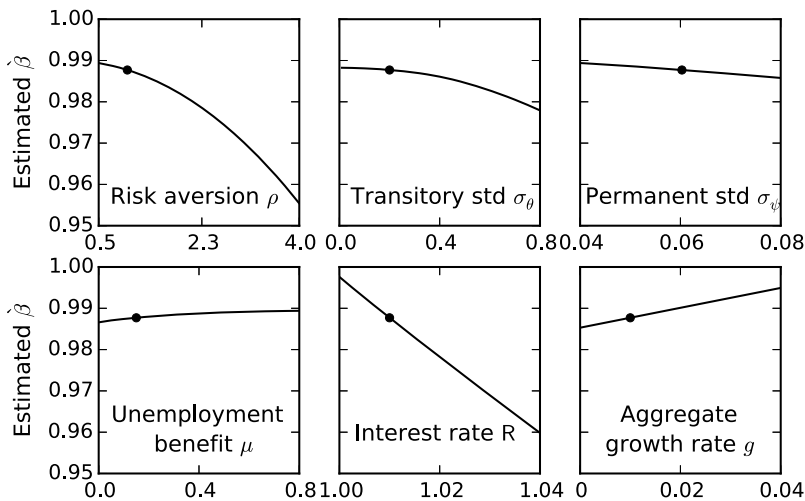 1.00
0.99
0.98
0.97
0.96
0.95
Estimated β̀
Risk aversion ρ
0.5 2.3 4.0
Transitory std σθ
0.0 0.4 0.8
Permanent std σψ
0.04 0.06 0.08
1.00
0.99
0.98
0.97
0.96
0.95
Estimated β̀
Unemployment
benefit μ
0.0 0.4 0.8
Interest rate R
1.00 1.02 1.04
Aggregate
growth rate g
0 0.02 0.04